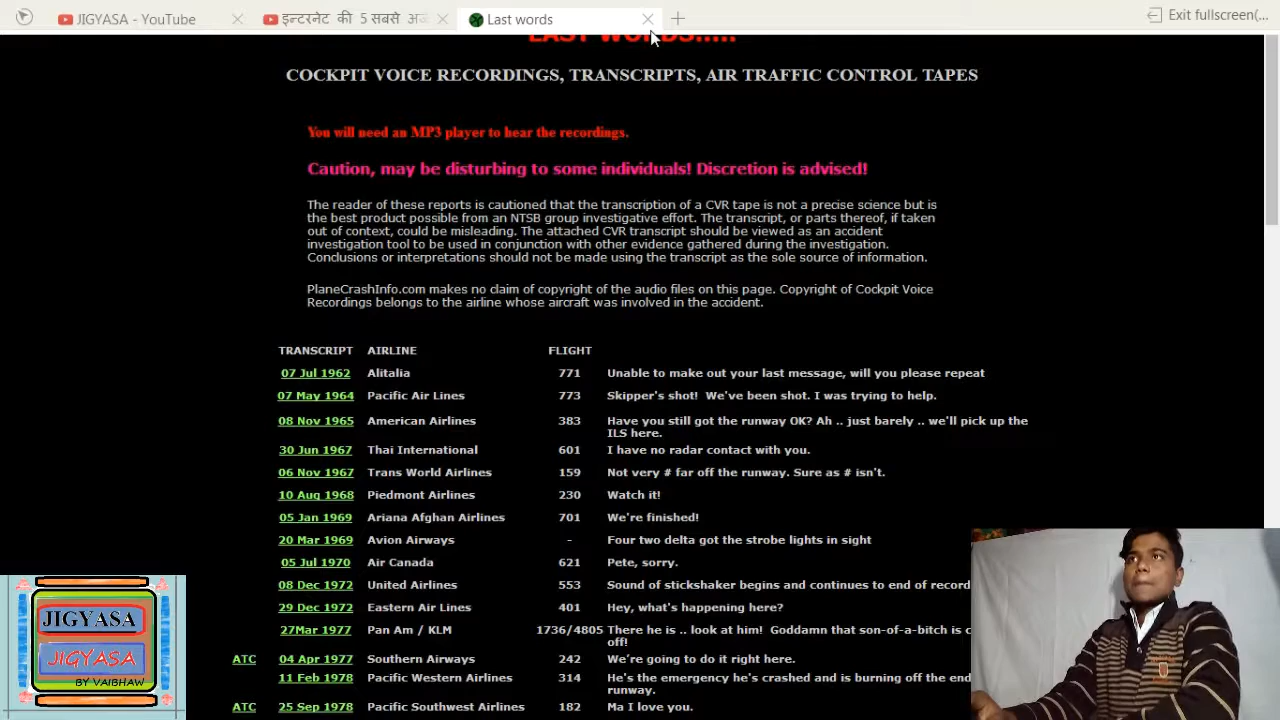 JIGYASA - YouTube
इन्टरनेट की 5 सबसे अज
Last words
Exit fullscreen(...
LAST WORDS.....
COCKPIT VOICE RECORDINGS, TRANSCRIPTS, AIR TRAFFIC CONTROL TAPES
You will need an MP3 player to hear the recordings.
Caution, may be disturbing to some individuals! Discretion is advised!
The reader of these reports is cautioned that the transcription of a CVR tape is not a precise science but is
the best product possible from an NTSB group investigative effort. The transcript, or parts thereof, if taken
out of context, could be misleading. The attached CVR transcript should be viewed as an accident
investigation tool to be used in conjunction with other evidence gathered during the investigation.
Conclusions or interpretations should not be made using the transcript as the sole source of information.
PlaneCrashInfo.com makes no claim of copyright of the audio files on this page. Copyright of Cockpit Voice
Recordings belongs to the airline whose aircraft was involved in the accident.
TRANSCRIPT AIRLINE FLIGHT
07 Jul 1962 Alitalia 771 Unable to make out your last message, will you please repeat
07 May 1964 Pacific Air Lines 773 Skipper's shot! We've been shot. I was trying to help.
08 Nov 1965 American Airlines 383 Have you still got the runway OK? Ah .. just barely .. we'll pick up the
ILS here.
30 Jun 1967 Thai International 601 I have no radar contact with you.
06 Nov 1967 Trans World Airlines 159 Not very # far off the runway. Sure as # isn't.
10 Aug 1968 Piedmont Airlines 230 Watch it!
05 Jan 1969 Ariana Afghan Airlines 701 We're finished!
20 Mar 1969 Avion Airways - Four two delta got the strobe lights in sight
05 Jul 1970 Air Canada 621 Pete, sorry.
08 Dec 1972 United Airlines 553 Sound of stickshaker begins and continues to end of record
29 Dec 1972 Eastern Air Lines 401 Hey, what's happening here?
27Mar 1977 Pan Am / KLM 1736/4805 There he is .. look at him! Goddamn that son-of-a-bitch is c
off!
ATC 04 Apr 1977 Southern Airways 242 We're going to do it right here.
11 Feb 1978 Pacific Western Airlines 314 He's the emergency he's crashed and is burning off the end
runway.
ATC 25 Sep 1978 Pacific Southwest Airlines 182 Ma I love you.
JIGYASA
JIGYASA
BY VAIBHAW